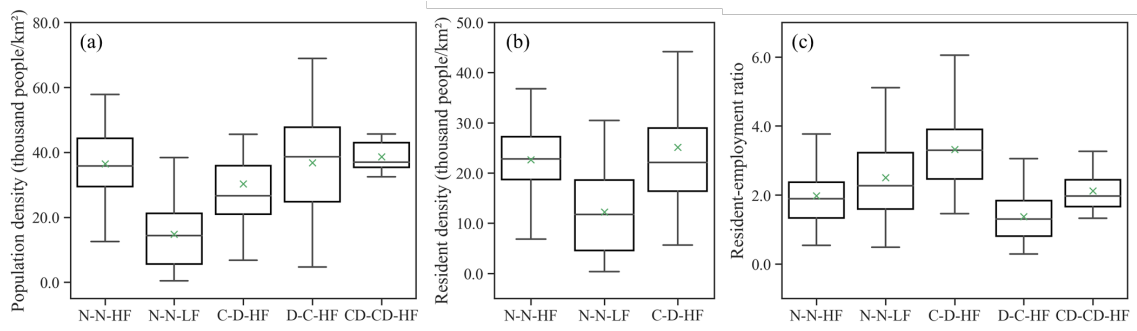 Population density (thousand people/km²)
80.0
60.0
40.0
20.0
0.0
(a)
N-N-HF N-N-LF C-D-HF D-C-HF CD-CD-HF
Resident density (thousand people/km²)
50.0
40.0
30.0
20.0
10.0
0.0
(b)
N-N-HF N-N-LF C-D-HF
Resident-employment ratio
6.0
4.0
2.0
0.0
(c)
N-N-HF N-N-LF C-D-HF D-C-HF CD-CD-HF